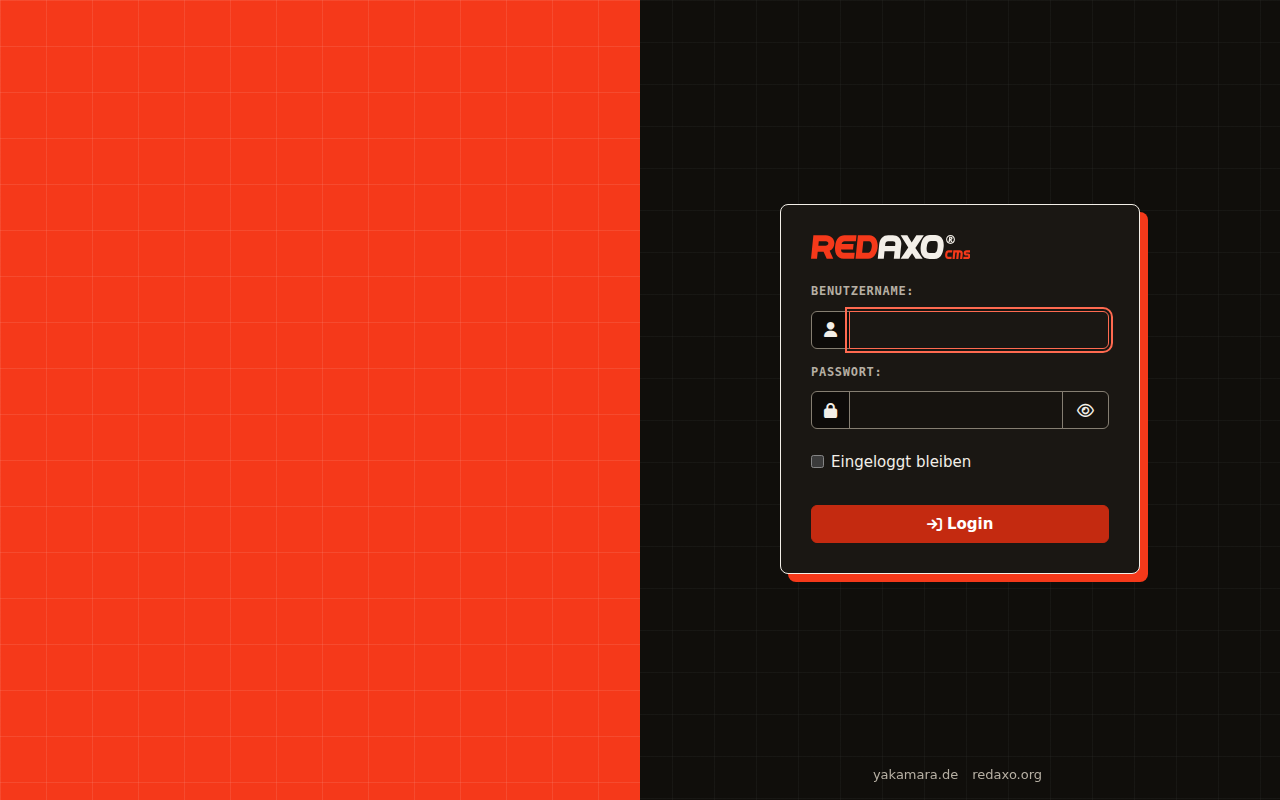 REDAXO® cms
BENUTZERNAME:
PASSWORT:
Eingeloggt bleiben
Login
yakamara.de redaxo.org